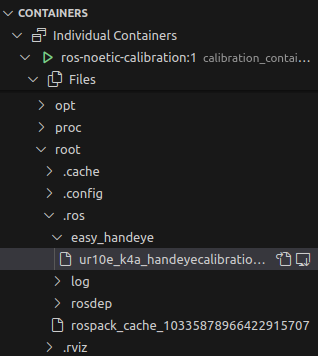 CONTAINERS
Individual Containers
ros-noetic-calibration:1 calibration_contai...
Files
opt
proc
root
.cache
.config
.ros
easy_handeye
ur10e_k4a_handeyecalibratio...
log
rosdep
rospack_cache_10335878966422915707
.rviz